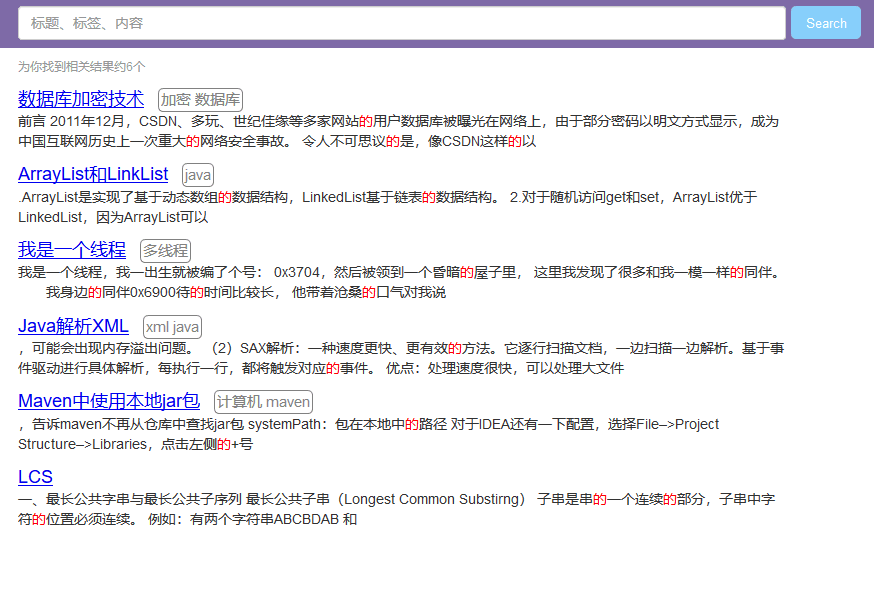 标题、标签、内容 Search
为你找到相关结果约6个
数据库加密技术 加密 数据库
前言 2011年12月，CSDN、多玩、世纪佳缘等多家网站的用户数据库被曝光在网络上，由于部分密码以明文方式显示，成为
中国互联网历史上一次重大的网络安全事故。 令人不可思议的是，像CSDN这样的以
ArrayList和LinkList java
.ArrayList是实现了基于动态数组的数据结构，LinkedList基于链表的数据结构。 2.对于随机访问get和set，ArrayList优于
LinkedList，因为ArrayList可以
我是一个线程 多线程
我是一个线程，我一出生就被编了个号： 0x3704，然后被领到一个昏暗的屋子里， 这里我发现了很多和我一模一样的同伴。
我身边的同伴0x6900待的时间比较长， 他带着沧桑的口气对我说
Java解析XML xml java
，可能会出现内存溢出问题。 （2）SAX解析：一种速度更快、更有效的方法。它逐行扫描文档，一边扫描一边解析。基于事
件驱动进行具体解析，每执行一行，都将触发对应的事件。 优点：处理速度很快，可以处理大文件
Maven中使用本地jar包 计算机 maven
，告诉maven不再从仓库中查找jar包 systemPath：包在本地中的路径 对于IDEA还有一下配置，选择File–>Project
Structure–>Libraries，点击左侧的+号
LCS
一、最长公共字串与最长公共子序列 最长公共子串（Longest Common Substirng） 子串是串的一个连续的部分，子串中字
符的位置必须连续。 例如：有两个字符串ABCBDAB 和